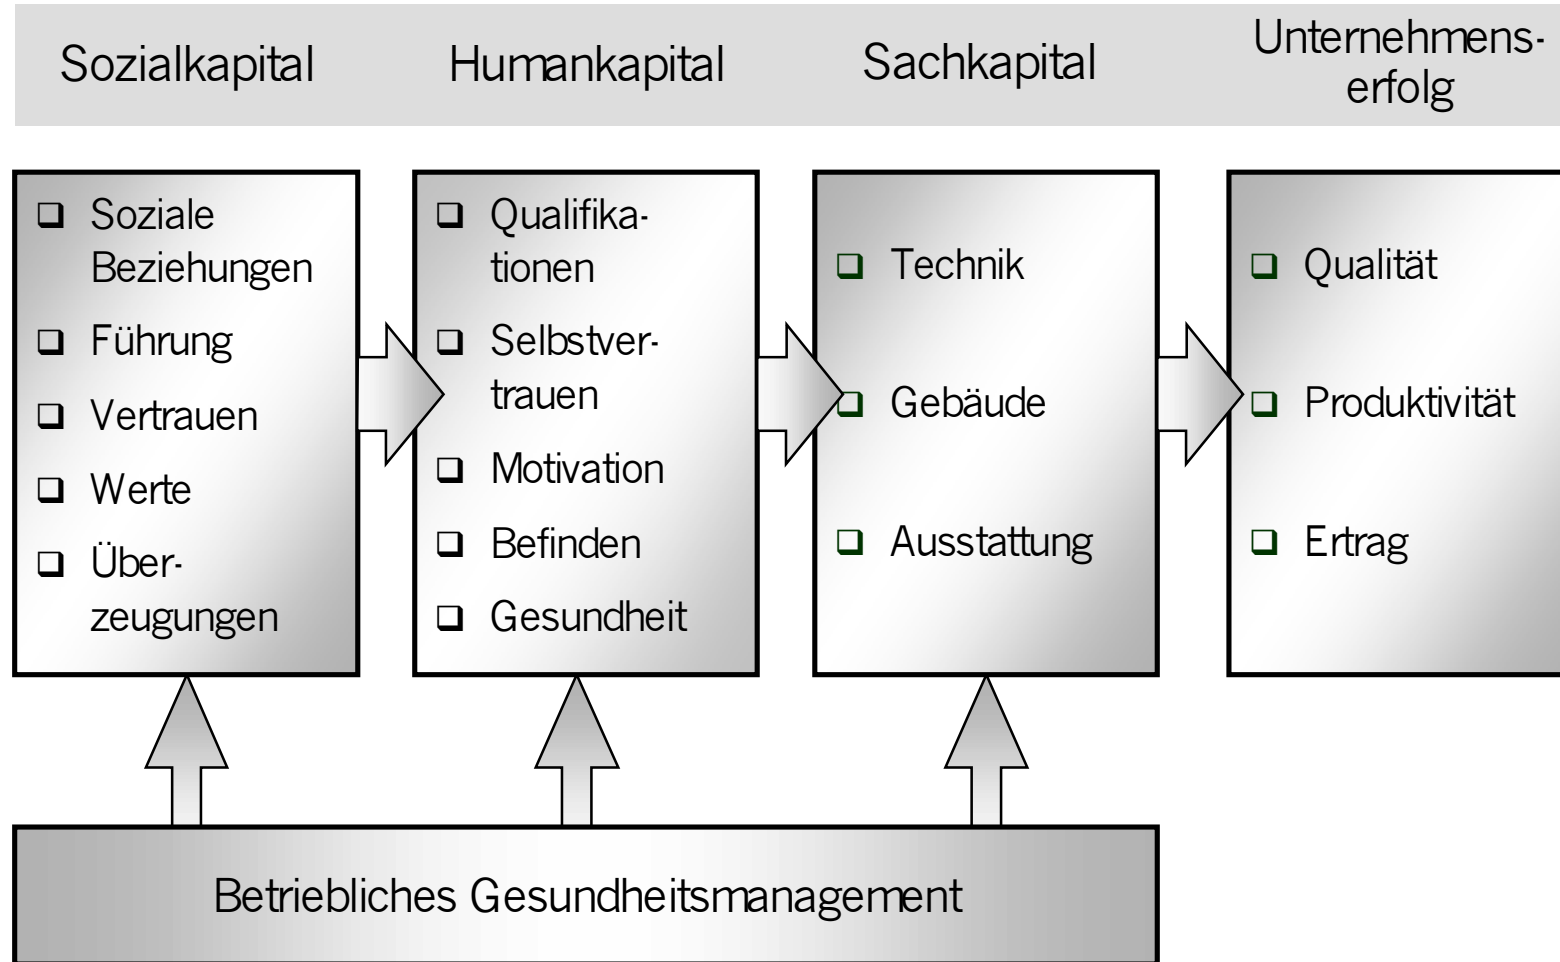 Sozialkapital
Humankapital
Sachkapital
Unternehmens-
erfolg
❑ Soziale
Beziehungen
❑ Führung
❑ Vertrauen
❑ Werte
❑ Über-
zeugungen
❑ Qualifika-
tionen
❑ Selbstver-
trauen
❑ Motivation
❑ Befinden
❑ Gesundheit
❑ Technik
❑ Gebäude
❑ Ausstattung
❑ Qualität
❑ Produktivität
❑ Ertrag
Betriebliches Gesundheitsmanagement